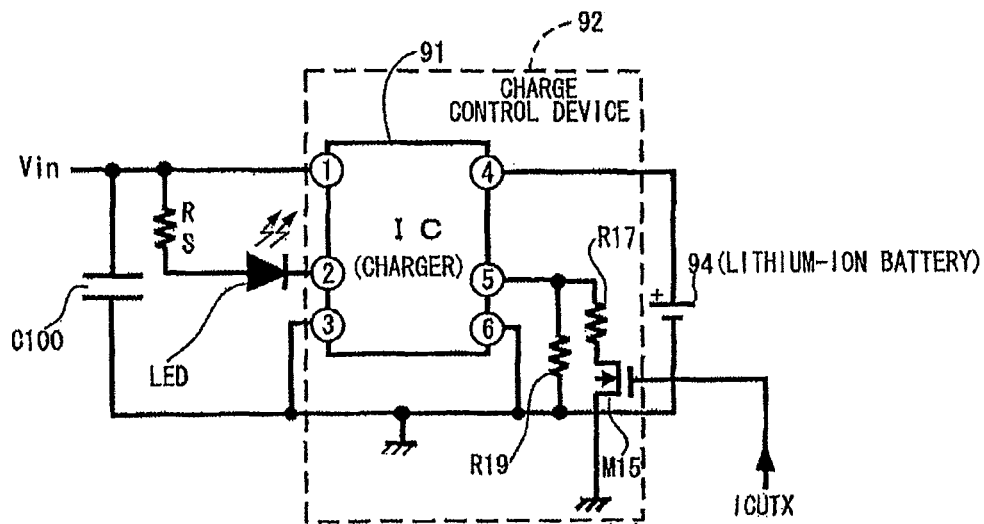 92
91
CHARGE
CONTROL DEVICE
Vin
1
4
R
S
I C
(CHARGER)
R17
2
5
94(LITHIUM-ION BATTERY)
+
C100
3
6
LED
R19
M15
ICUTX